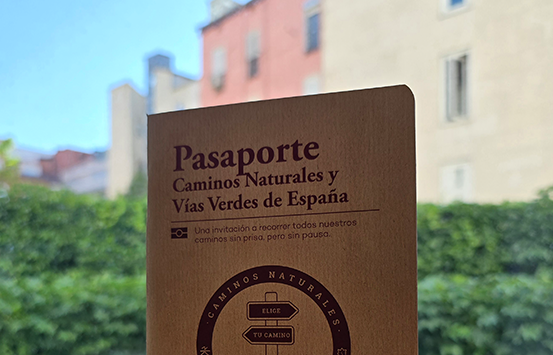 Pasaporte
Caminos Naturales y
Vías Verdes de España
Una invitación a recorrer todos nuestros
caminos sin prisa, pero sin pausa..
CAMINOS NATURALES
ELIGE
TU CAMINO